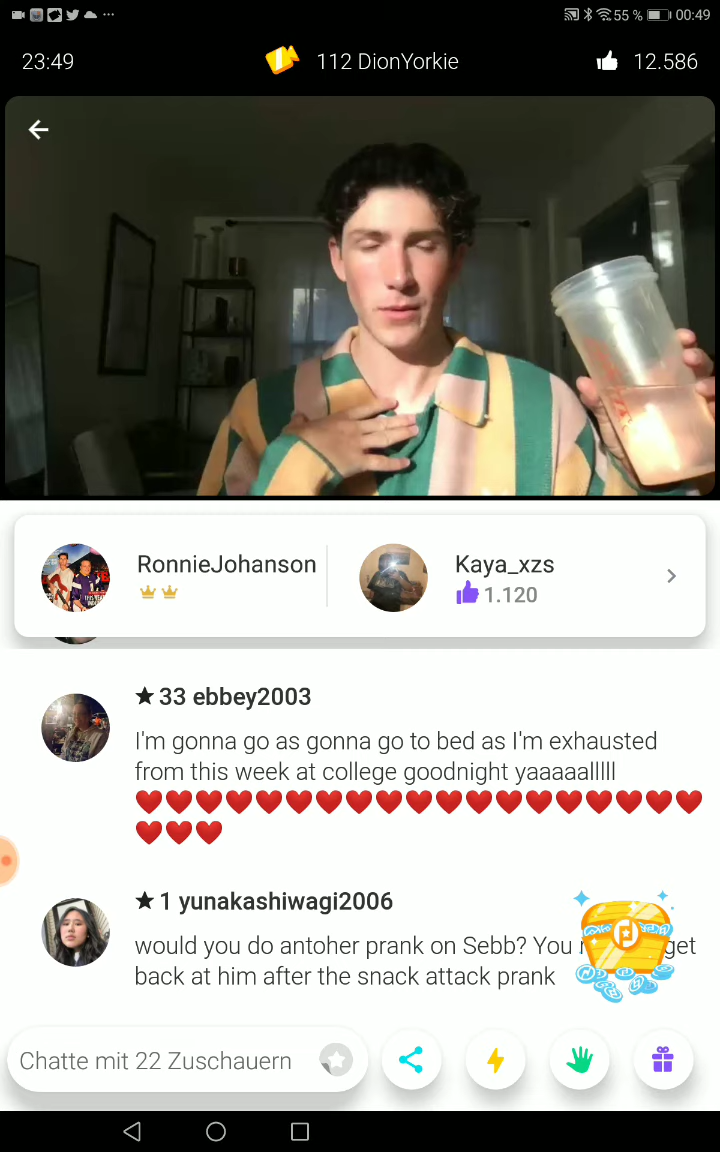 55 % 00:49
23:49 112 DionYorkie 12.586
RonnieJohanson Kaya_xzs
1.120
★ 33 ebbey2003
I'm gonna go as gonna go to bed as I'm exhausted
from this week at college goodnight yaaaaalllll
❤️❤️❤️❤️❤️❤️❤️❤️❤️❤️❤️❤️❤️❤️❤️❤️❤️❤️❤️
❤️❤️❤️
★ 1 yunakashiwagi2006
would you do antoher prank on Sebb? You get
back at him after the snack attack prank
Chatte mit 22 Zuschauern